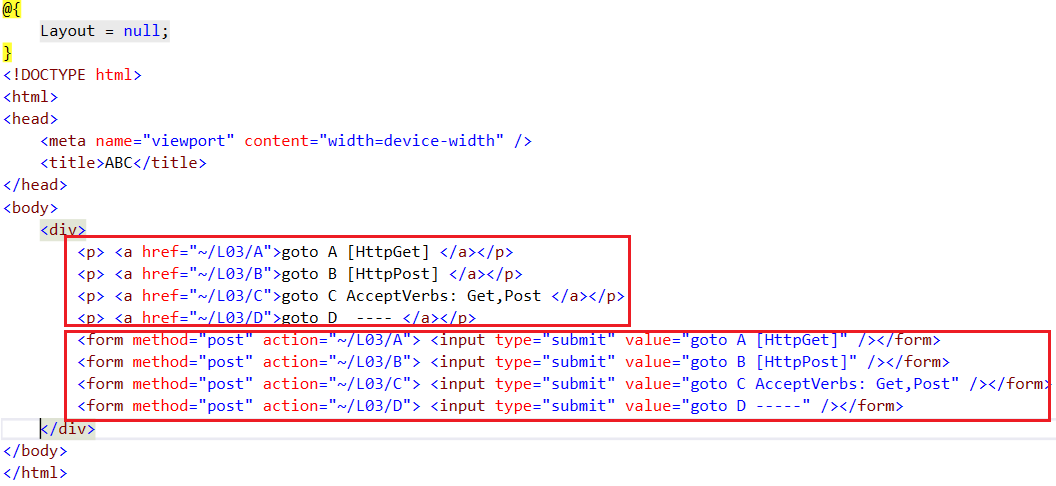 @{
    Layout = null;
}
<!DOCTYPE html>
<html>
<head>
    <meta name="viewport" content="width=device-width" />
    <title>ABC</title>
</head>
<body>
    <div>
        <p> <a href="~/L03/A">goto A [HttpGet] </a></p>
        <p> <a href="~/L03/B">goto B [HttpPost] </a></p>
        <p> <a href="~/L03/C">goto C AcceptVerbs: Get,Post </a></p>
        <p> <a href="~/L03/D">goto D  ---- </a></p>
        <form method="post" action="~/L03/A"> <input type="submit" value="goto A [HttpGet]" /></form>
        <form method="post" action="~/L03/B"> <input type="submit" value="goto B [HttpPost]" /></form>
        <form method="post" action="~/L03/C"> <input type="submit" value="goto C AcceptVerbs: Get,Post" /></form>
        <form method="post" action="~/L03/D"> <input type="submit" value="goto D -----" /></form>
    </div>
</body>
</html>